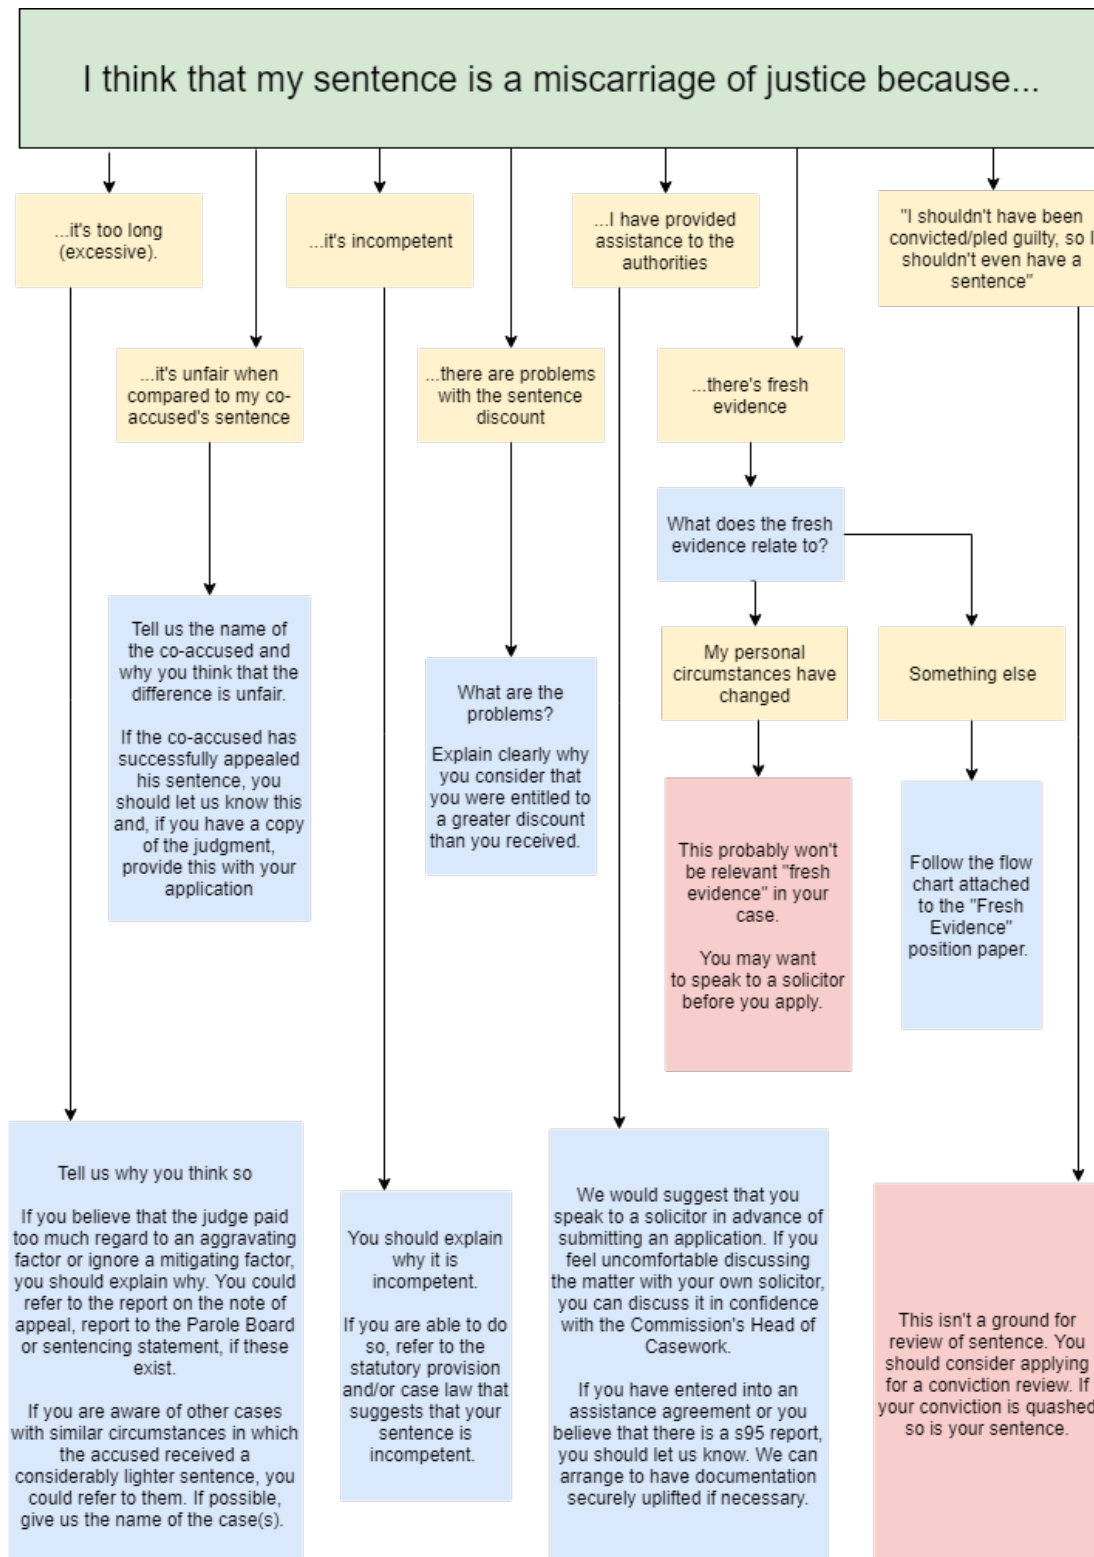 I think that my sentence is a miscarriage of justice because...
...it's too long
(excessive).
...it's incompetent
...I have provided
assistance to the
authorities
"I shouldn't have been
convicted/pled guilty, so I
shouldn't even have a
sentence"
...it's unfair when
compared to my co-
accused's sentence
...there are problems
with the sentence
discount
...there's fresh
evidence
What does the fresh
evidence relate to?
My personal
circumstances have
changed
Something else
Tell us the name of
the co-accused and
why you think that the
difference is unfair.
If the co-accused has
successfully appealed
his sentence, you
should let us know this
and, if you have a copy
of the judgment,
provide this with your
application
What are the
problems?
Explain clearly why
you consider that
you were entitled to
a greater discount
than you received.
This probably won't
be relevant "fresh
evidence" in your
case.
You may want
to speak to a solicitor
before you apply.
Follow the flow
chart attached
to the "Fresh
Evidence"
position paper.
Tell us why you think so
If you believe that the judge paid
too much regard to an aggravating
factor or ignore a mitigating factor,
you should explain why. You could
refer to the report on the note of
appeal, report to the Parole Board
or sentencing statement, if these
exist.
If you are aware of other cases
with similar circumstances in which
the accused received a
considerably lighter sentence, you
could refer to them. If possible,
give us the name of the case(s).
You should explain
why it is
incompetent.
If you are able to do
so, refer to the
statutory provision
and/or case law that
suggests that your
sentence is
incompetent.
We would suggest that you
speak to a solicitor in advance of
submitting an application. If you
feel uncomfortable discussing
the matter with your own solicitor,
you can discuss it in confidence
with the Commission's Head of
Casework.
If you have entered into an
assistance agreement or you
believe that there is a s95 report,
you should let us know. We can
arrange to have documentation
securely uplifted if necessary.
This isn't a ground for
review of sentence. You
should consider applying
for a conviction review. If
your conviction is quashed
so is your sentence.